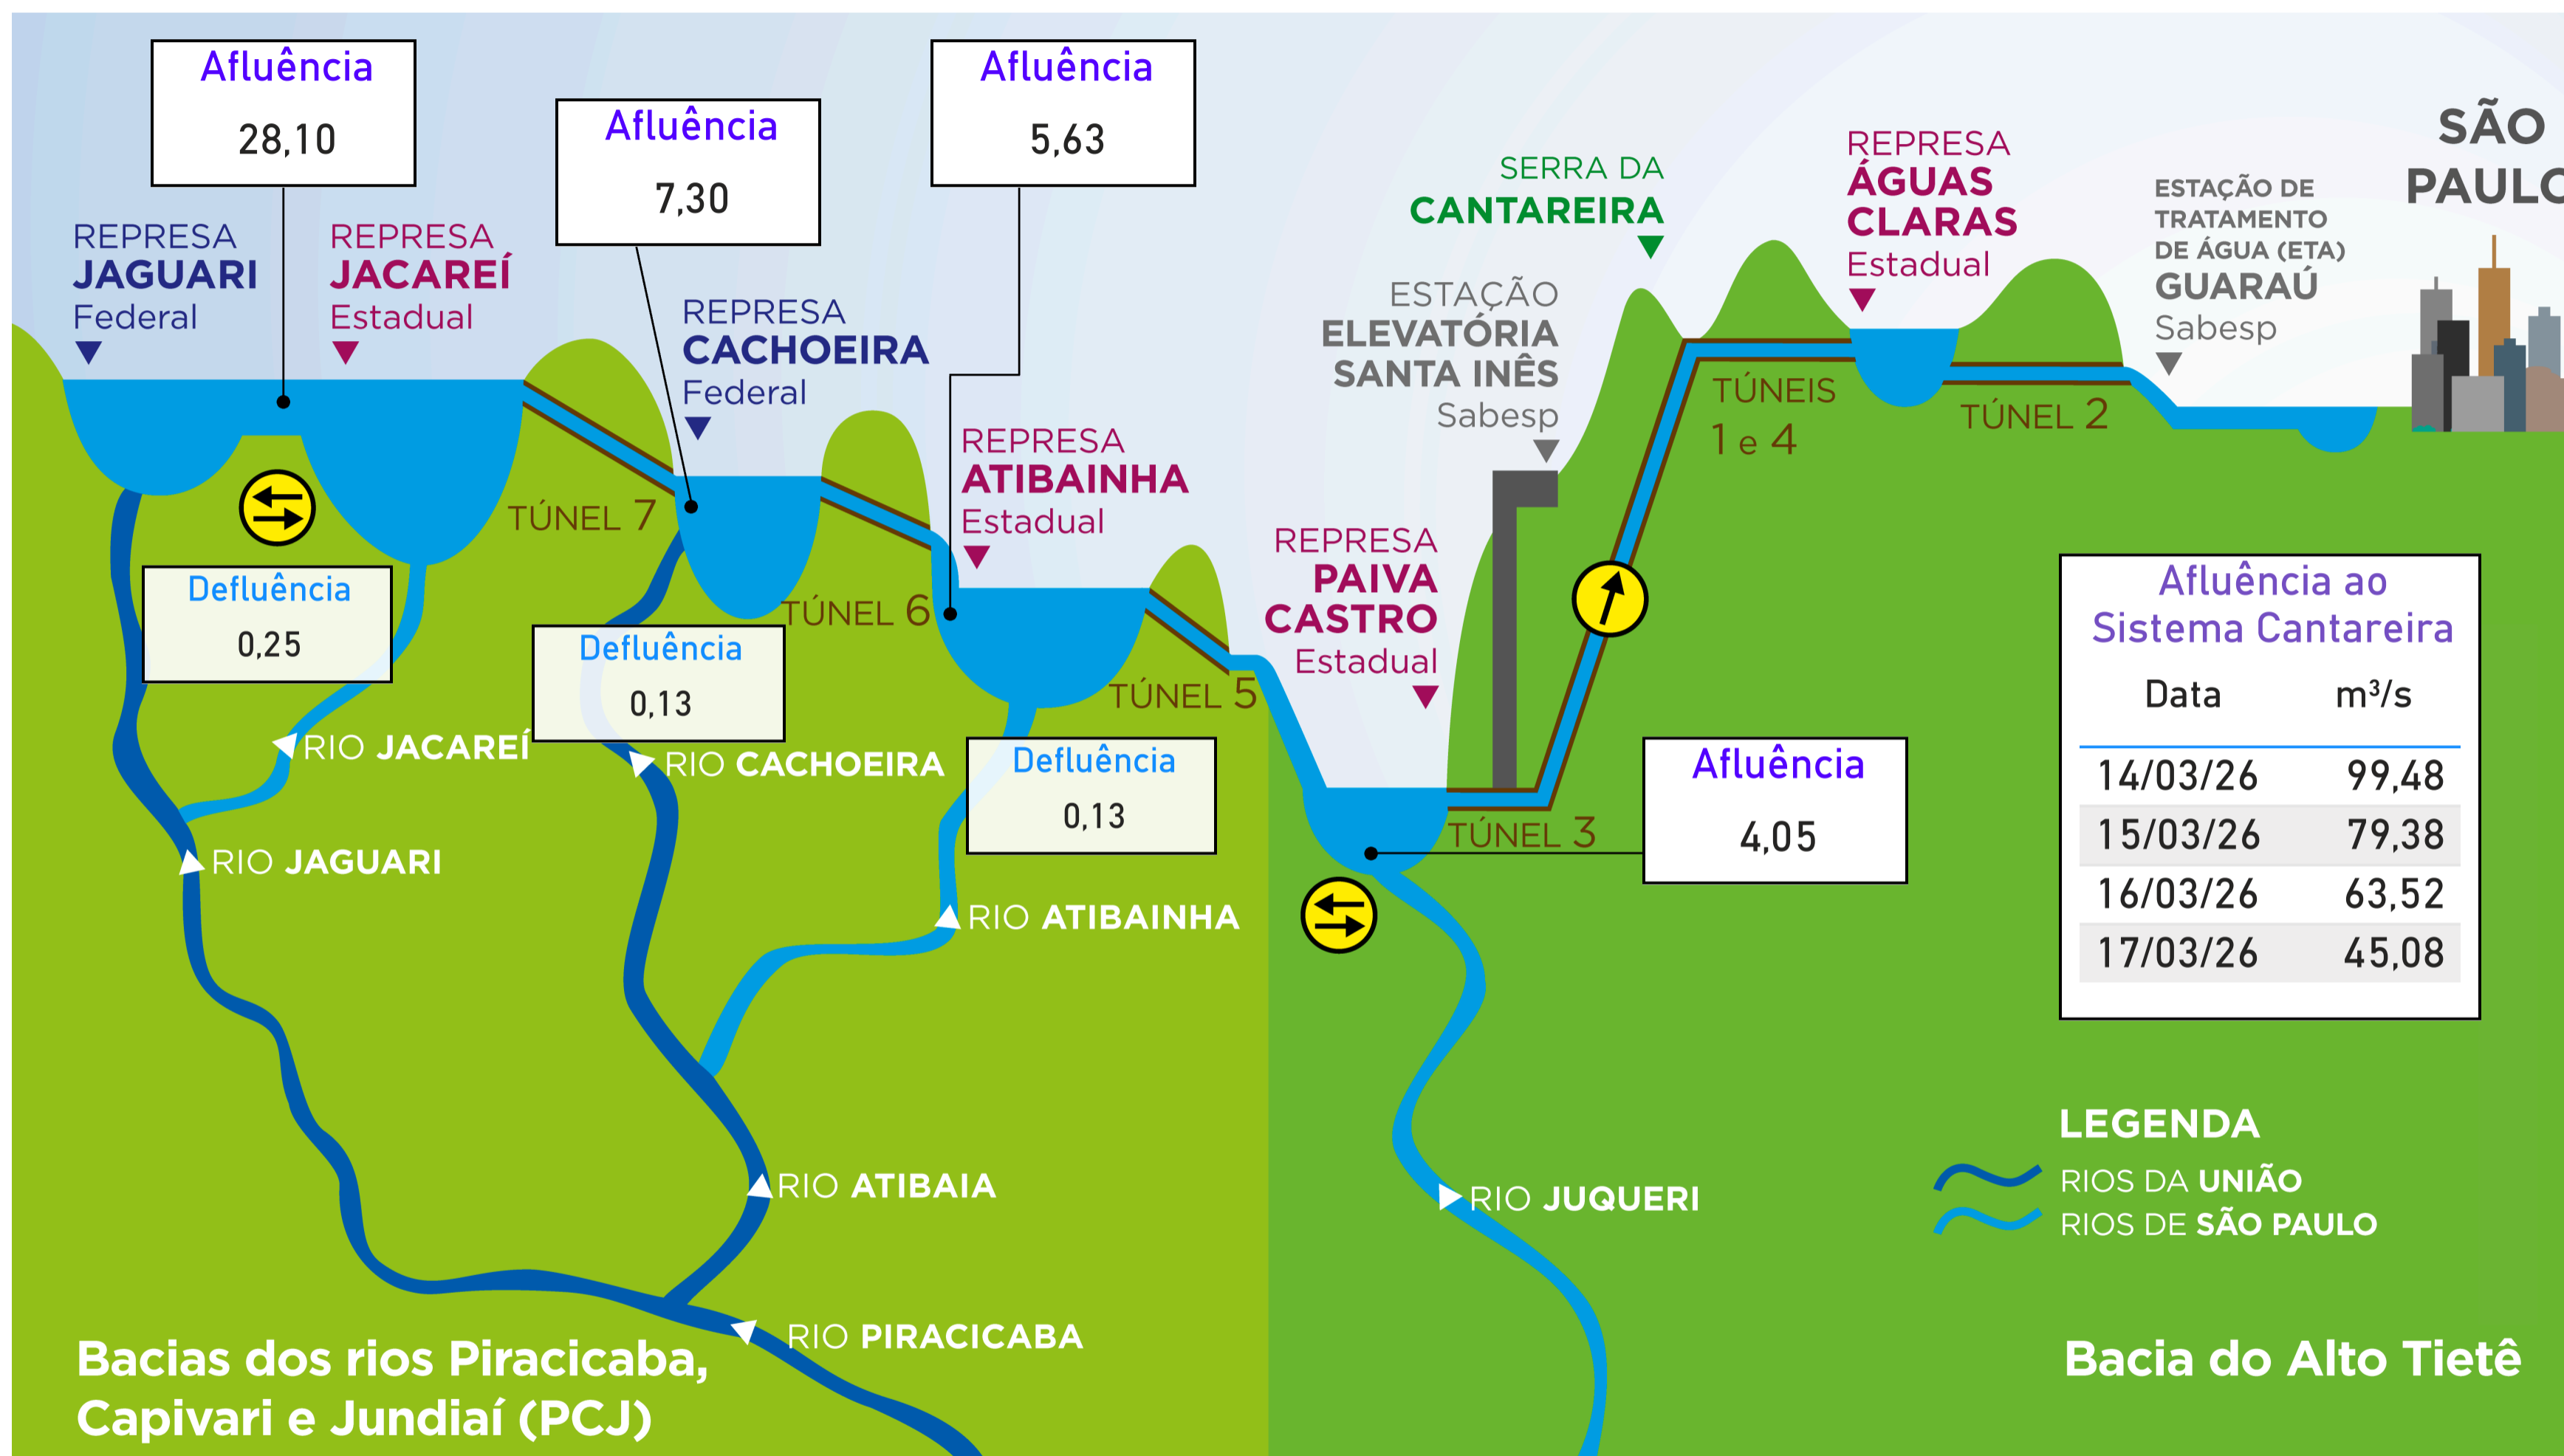 Afluência
28,10
Afluência
7,30
Afluência
5,63
REPRESA
JAGUARI
Federal
REPRESA
JACAREÍ
Estadual
REPRESA
CACHOEIRA
Federal
REPRESA
ATIBAINHA
Estadual
SERRA DA
CANTAREIRA
ESTAÇÃO
ELEVATÓRIA
SANTA INÊS
Sabesp
REPRESA
ÁGUAS
CLARAS
Estadual
ESTAÇÃO DE
TRATAMENTO
DE ÁGUA (ETA)
GUARAÚ
Sabesp
SÃO
PAULO
TÚNEL 7
TÚNEL 6
TÚNEL 5
REPRESA
PAIVA
CASTRO
Estadual
TÚNEIS
1 e 4
TÚNEL 2
TÚNEL 3
Defluência
0,25
Defluência
0,13
Defluência
0,13
Afluência
4,05
RIO JACAREÍ
RIO CACHOEIRA
RIO JAGUARI
RIO ATIBAINHA
RIO ATIBAIA
RIO JUQUERI
RIO PIRACICABA
Afluência ao
Sistema Cantareira
Data m³/s
14/03/26 99,48
15/03/26 79,38
16/03/26 63,52
17/03/26 45,08
LEGENDA
RIOS DA UNIÃO
RIOS DE SÃO PAULO
Bacias dos rios Piracicaba,
Capivari e Jundiaí (PCJ)
Bacia do Alto Tietê